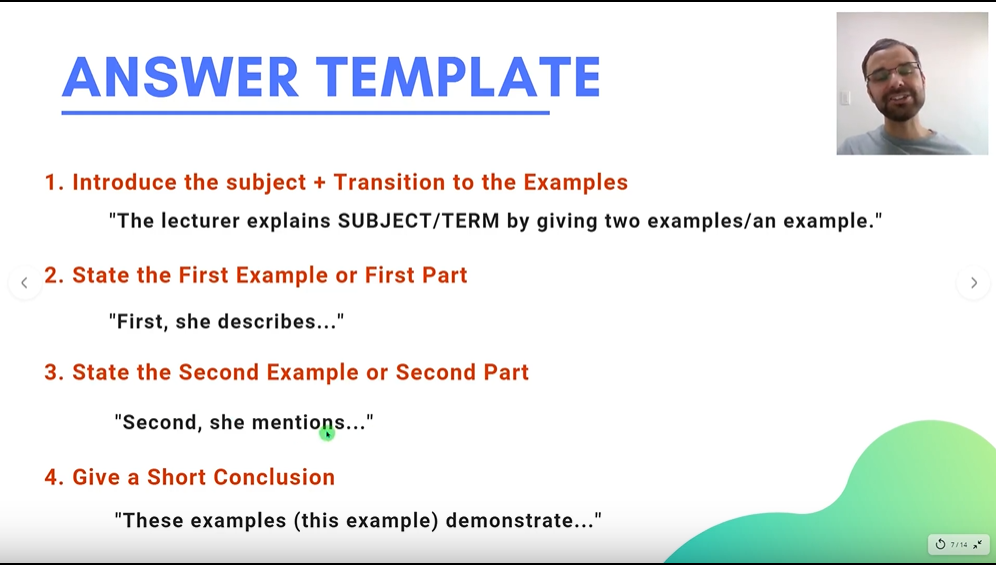 ANSWER TEMPLATE
1. Introduce the subject + Transition to the Examples
"The lecturer explains SUBJECT/TERM by giving two examples/an example."
2. State the First Example or First Part
"First, she describes..."
3. State the Second Example or Second Part
"Second, she mentions..."
4. Give a Short Conclusion
"These examples (this example) demonstrate..."
7/14